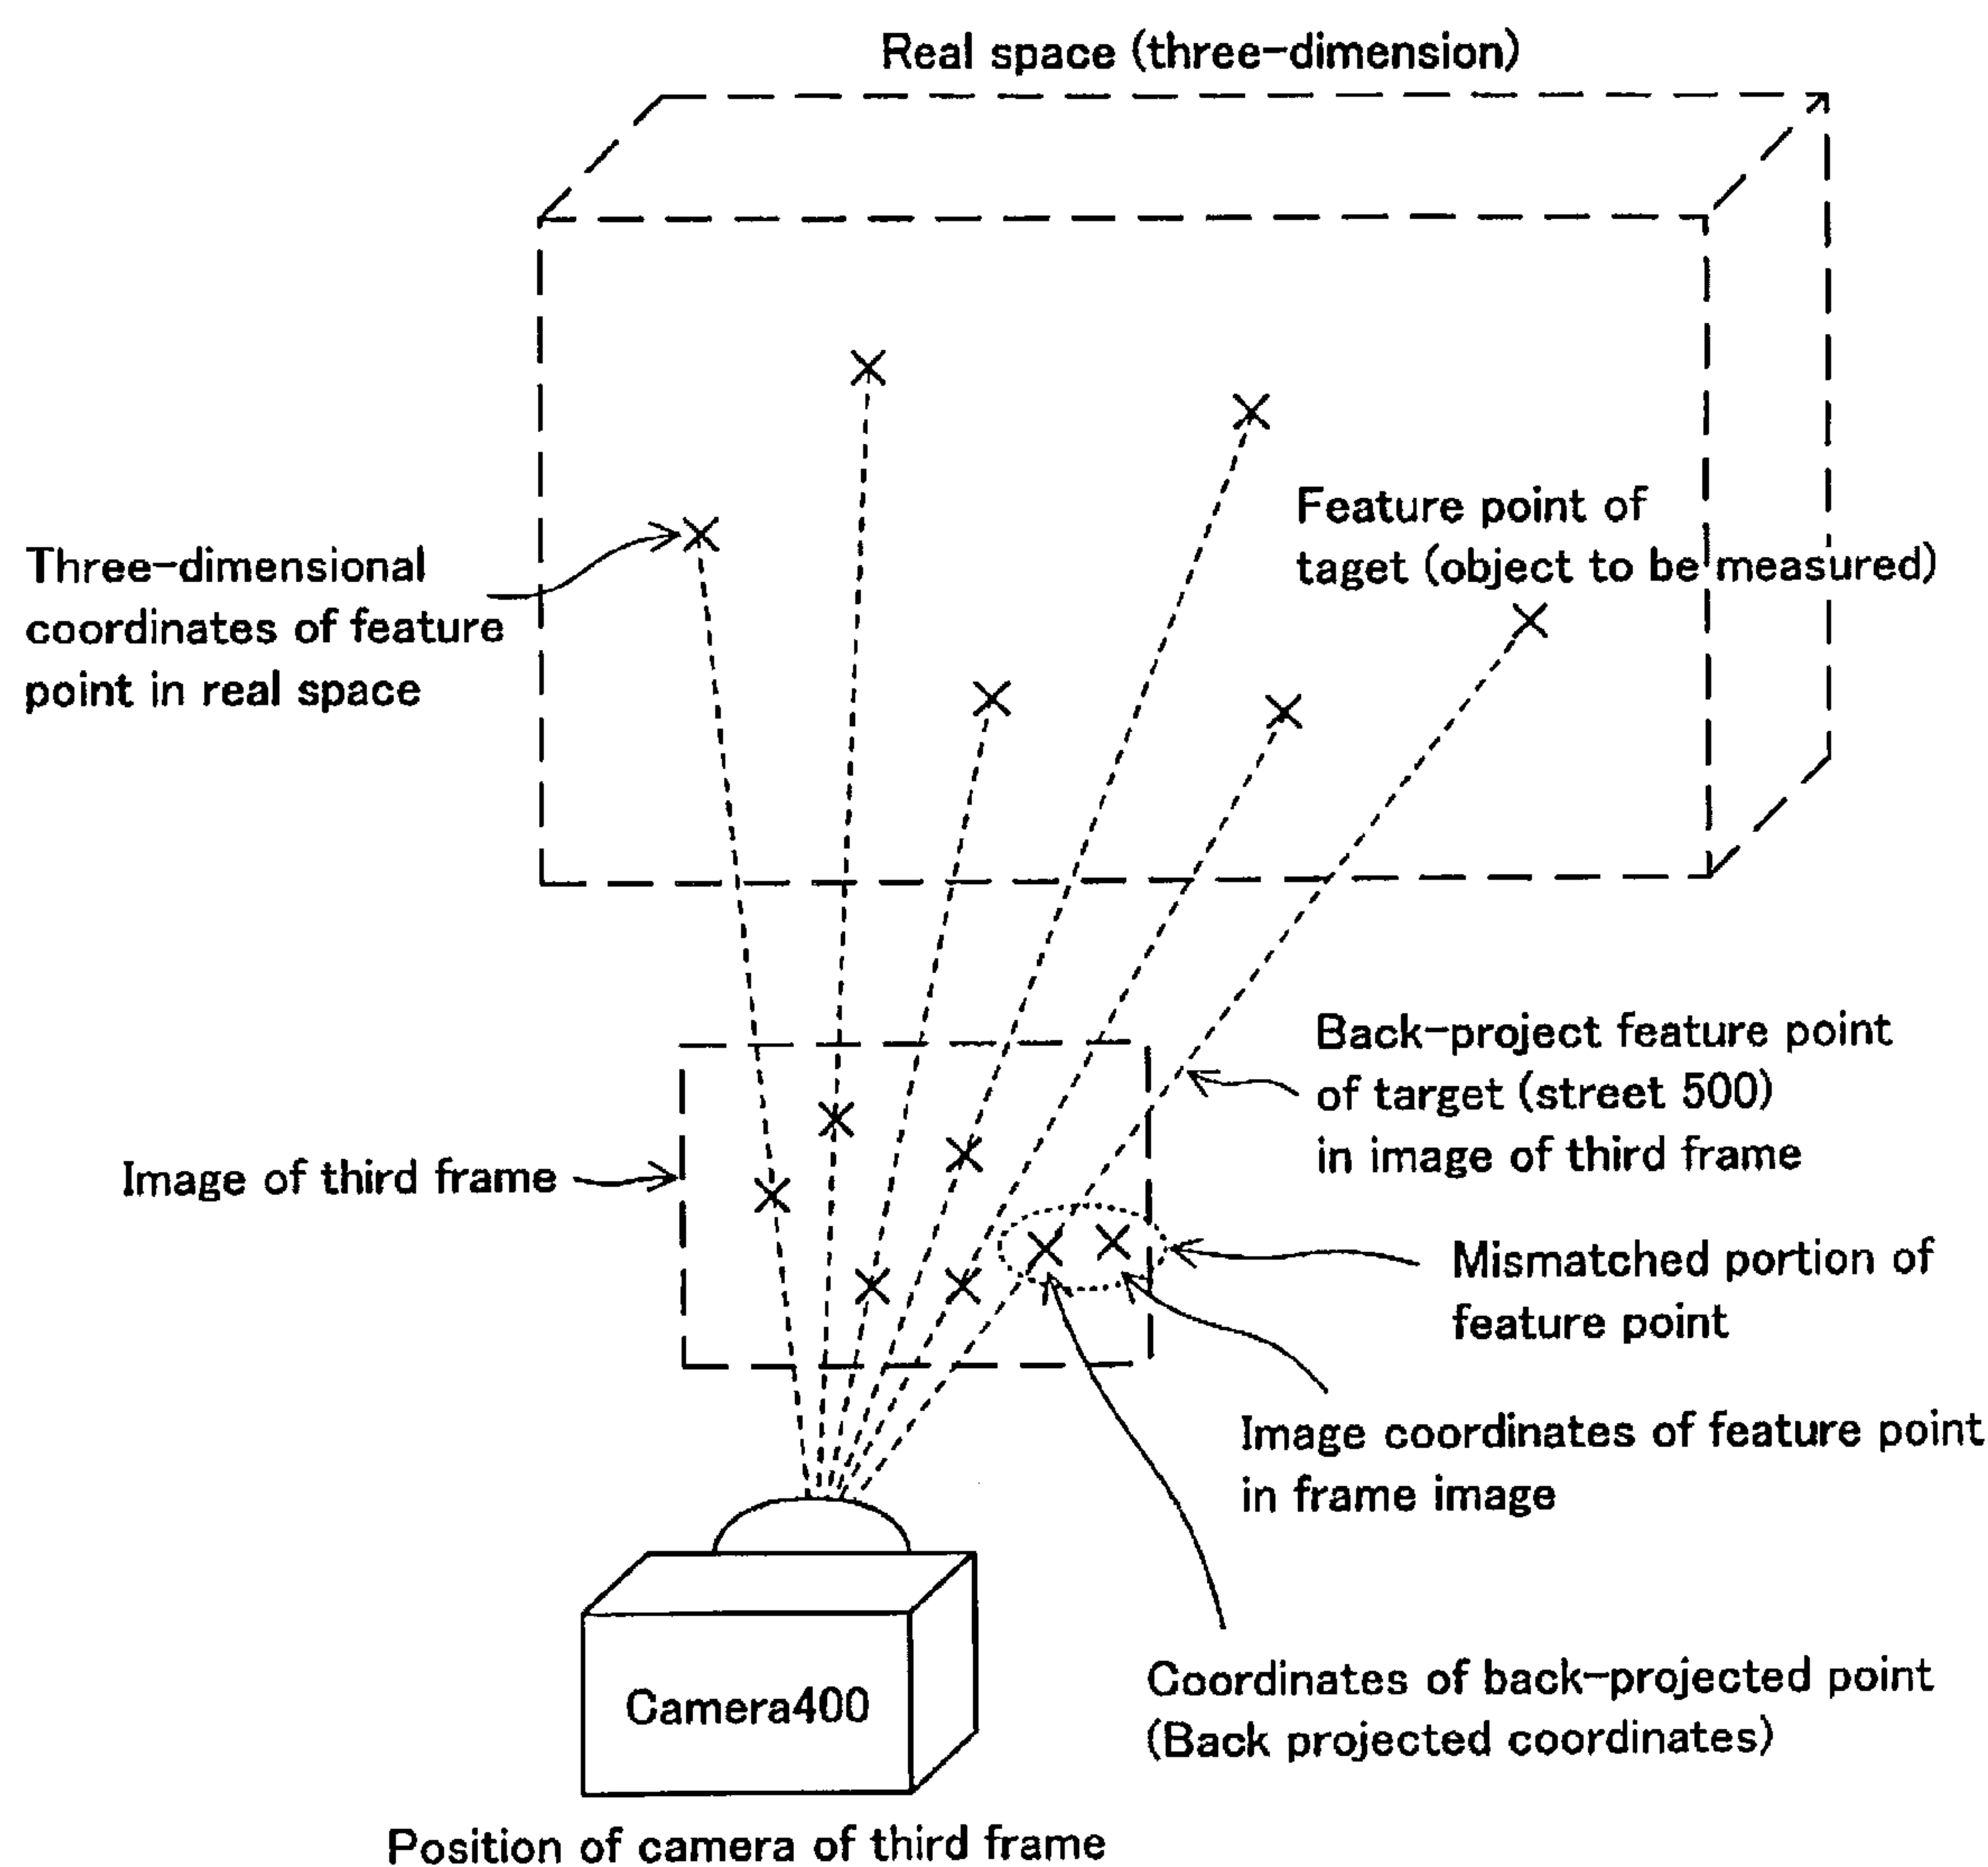 Real space (three-dimension)
Feature point of
taget (object to be measured)
Three-dimensional
coordinates of feature
point in real space
Back-project feature point
of target (street 500)
in image of third frame
Image of third frame
Mismatched portion of
feature point
Image coordinates of feature point
in frame image
Coordinates of back-projected point
(Back projected coordinates)
Camera400
Position of camera of third frame